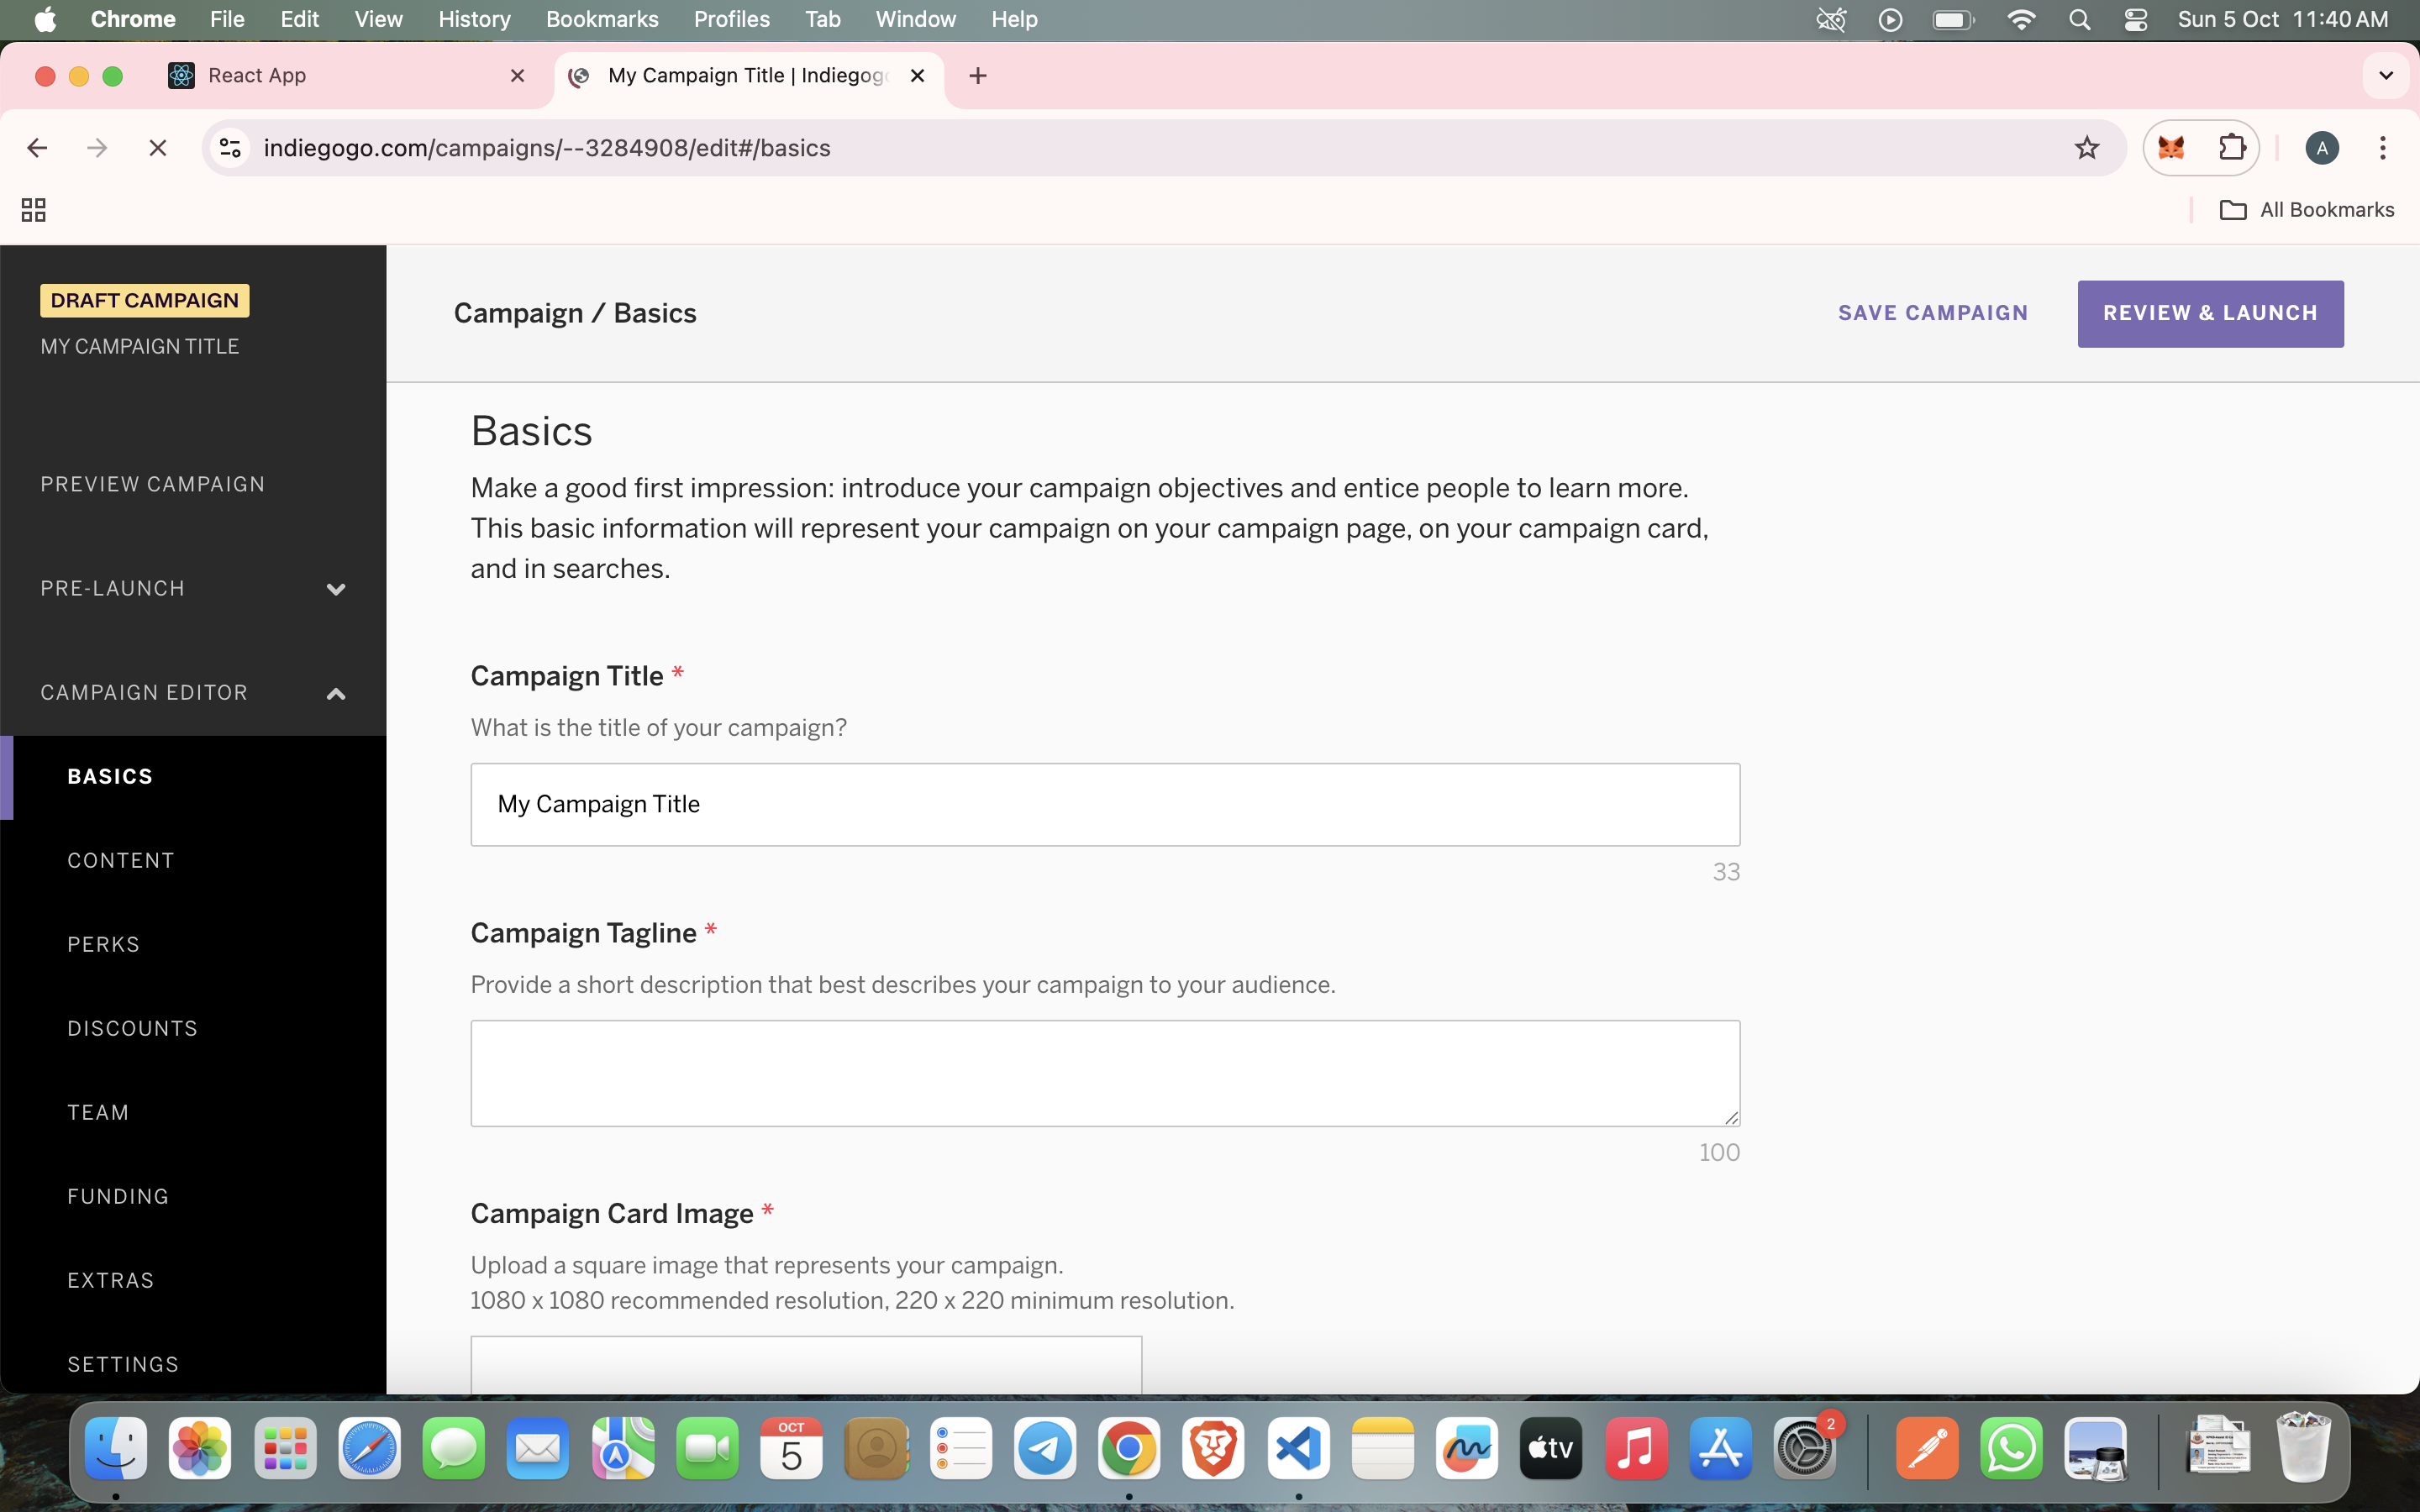 Chrome File Edit View History Bookmarks Profiles Tab Window Help Sun 5 Oct 11:40 AM
React App
My Campaign Title | Indiegog
indiegogo.com/campaigns/--3284908/edit#/basics
A
All Bookmarks
DRAFT CAMPAIGN
MY CAMPAIGN TITLE
PREVIEW CAMPAIGN
PRE-LAUNCH
CAMPAIGN EDITOR
BASICS
CONTENT
PERKS
DISCOUNTS
TEAM
FUNDING
EXTRAS
SETTINGS
Campaign / Basics
SAVE CAMPAIGN
REVIEW & LAUNCH
Basics
Make a good first impression: introduce your campaign objectives and entice people to learn more.
This basic information will represent your campaign on your campaign page, on your campaign card,
and in searches.
Campaign Title *
What is the title of your campaign?
My Campaign Title
33
Campaign Tagline *
Provide a short description that best describes your campaign to your audience.
100
Campaign Card Image *
Upload a square image that represents your campaign.
1080 x 1080 recommended resolution, 220 x 220 minimum resolution.
OCT
5
tv
2